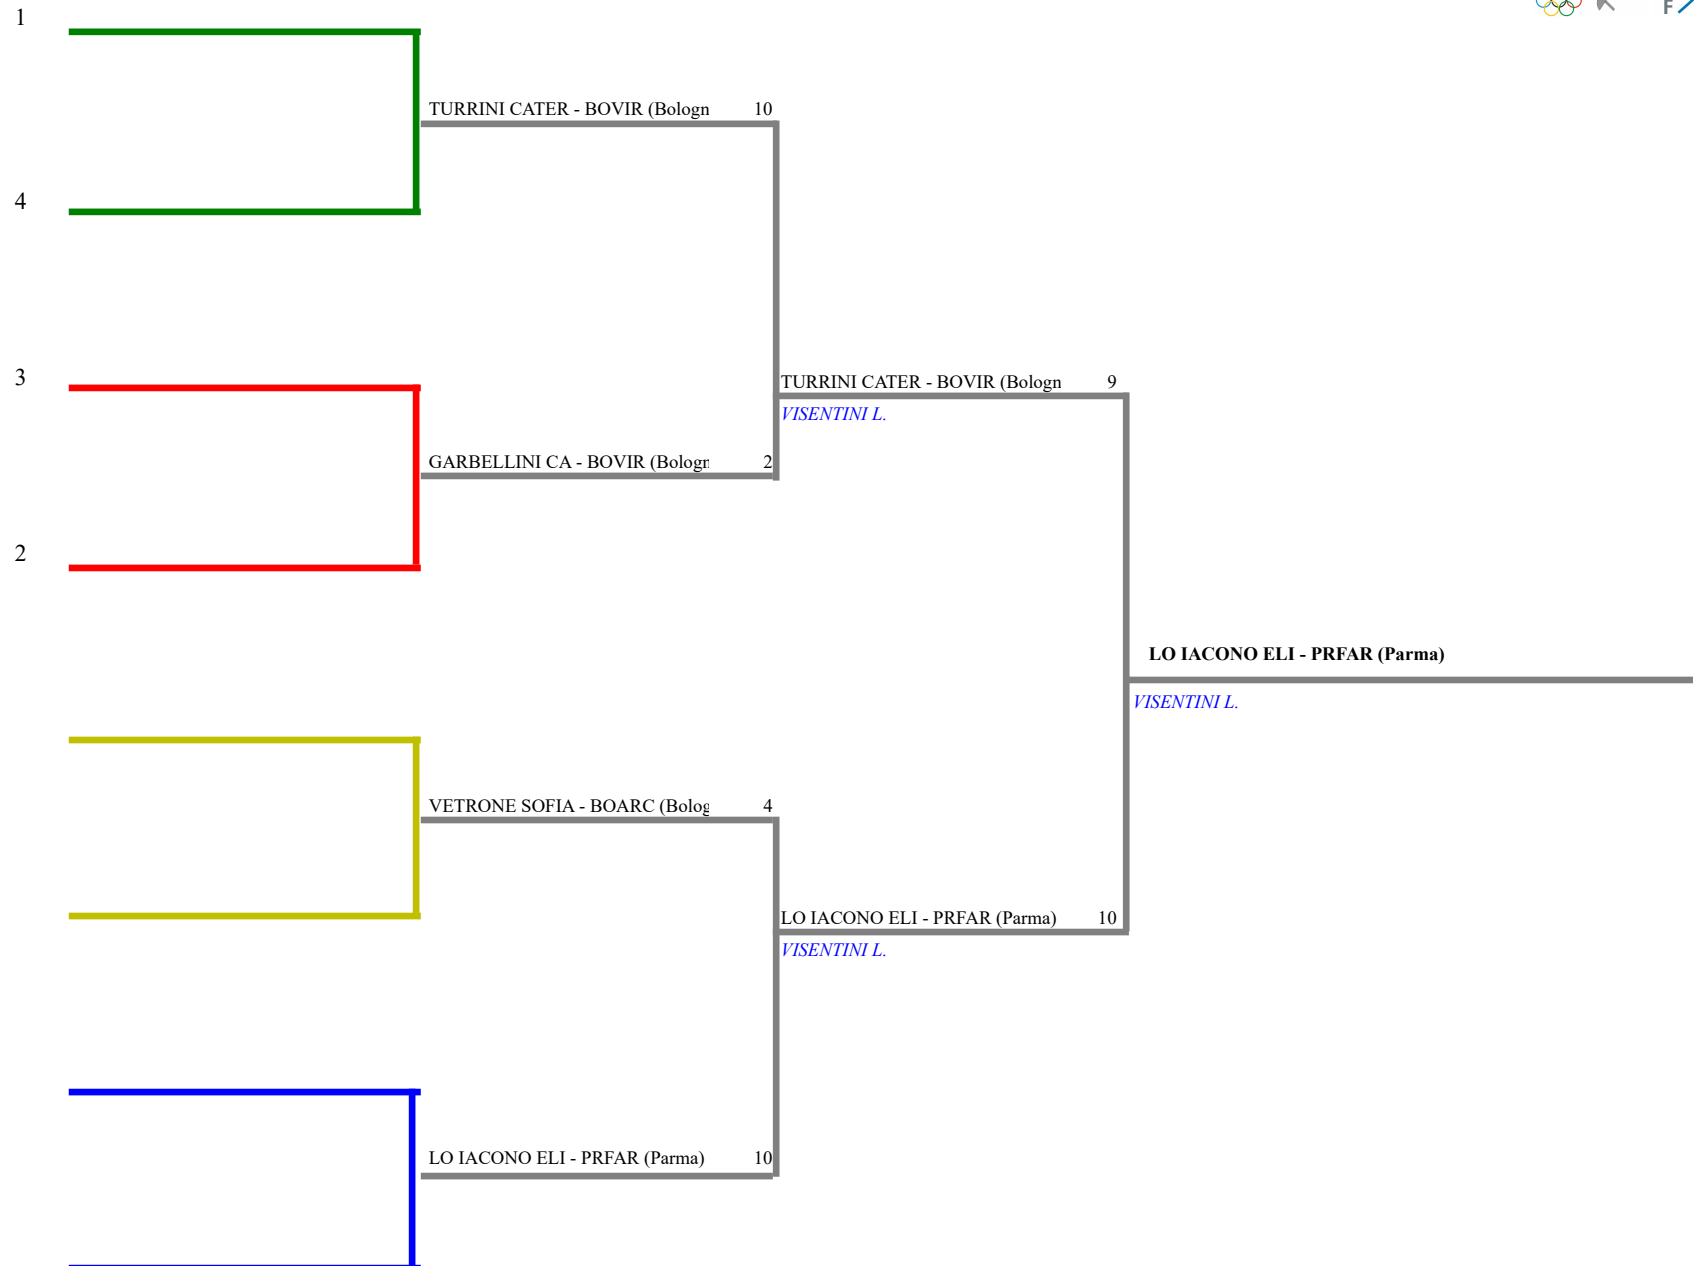 1
TURRINI CATER - BOVIR (Bologn 10
4
3
TURRINI CATER - BOVIR (Bologn 9
VISENTINI L.
GARBELLINI CA - BOVIR (Bologn 2
2
LO IACONO ELI - PRFAR (Parma)
VISENTINI L.
VETRONE SOFIA - BOARC (Bolog 4
LO IACONO ELI - PRFAR (Parma) 10
VISENTINI L.
LO IACONO ELI - PRFAR (Parma) 10
F